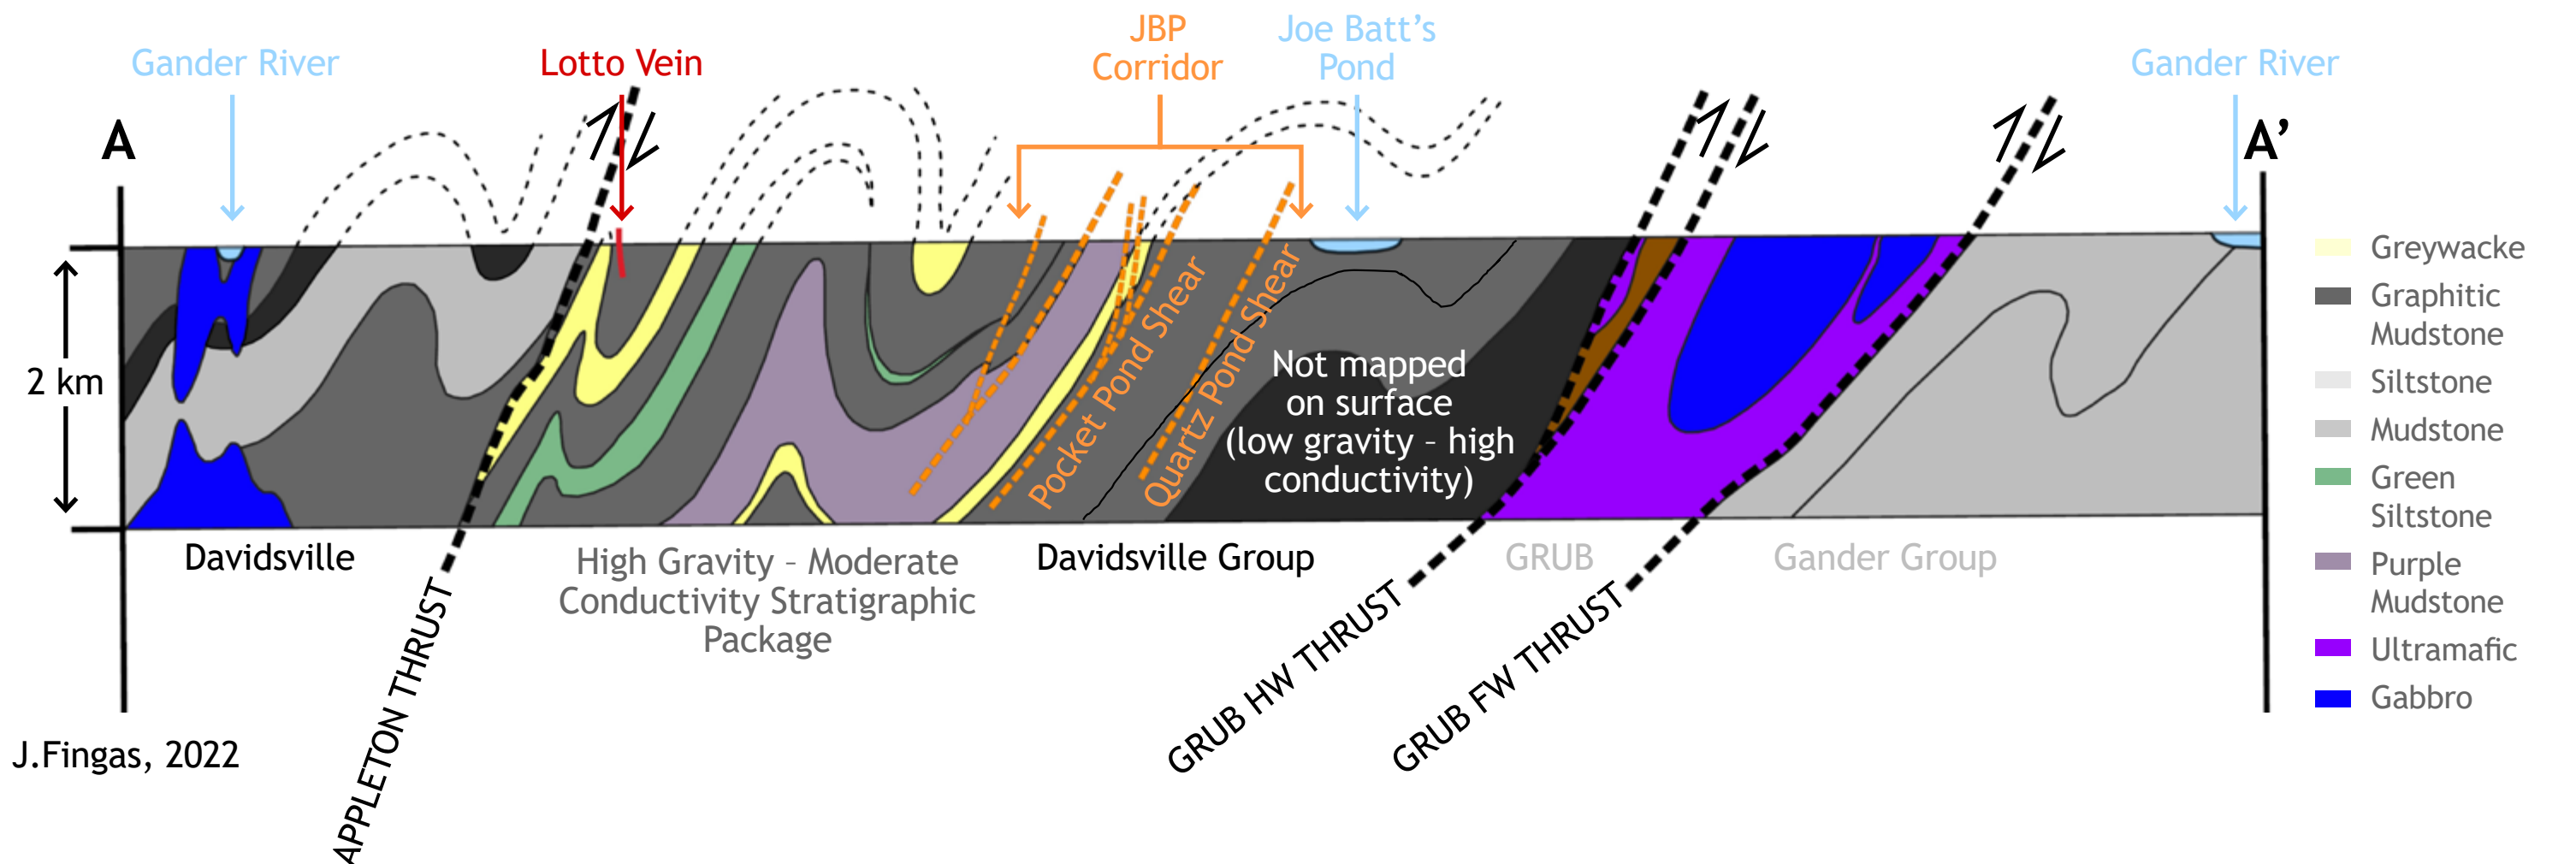 Gander River
Lotto Vein
JBP
Corridor
Joe Batt’s
Pond
Gander River
A
A’
2 km
Pocket Pond Shear
Quartz Pond Shear
Not mapped
on surface
(low gravity - high
conductivity)
Greywacke
Graphitic
Mudstone
Siltstone
Mudstone
Green
Siltstone
Purple
Mudstone
Ultramafic
Gabbro
Davidsville
High Gravity - Moderate
Conductivity Stratigraphic
Package
Davidsville Group
GRUB
Gander Group
APPLETON THRUST
GRUB HW THRUST
GRUB FW THRUST
J.Fingas, 2022